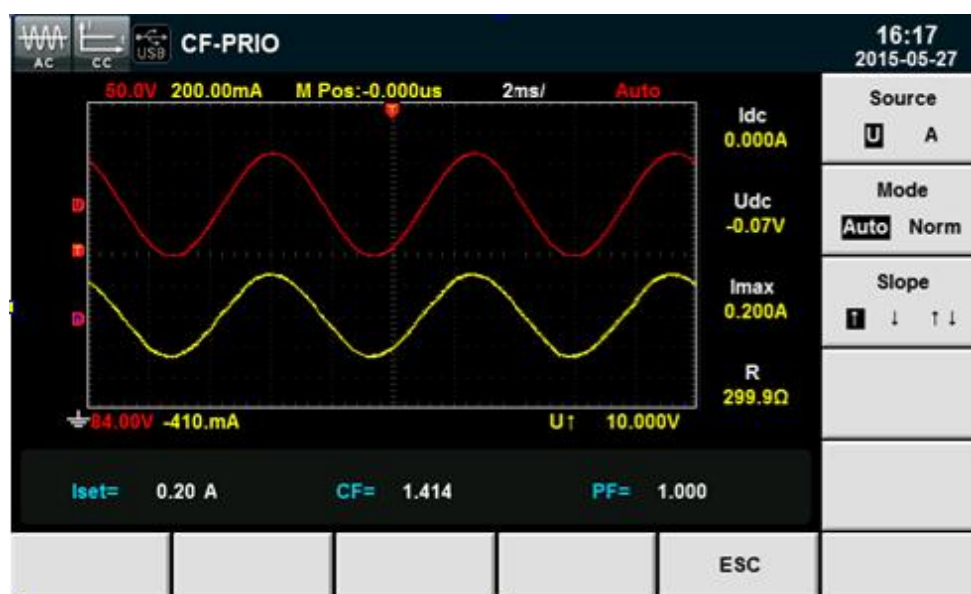 AC
CC
USB
CF-PRIO
16:17
2015-05-27
50.0V 200.00mA M Pos:-0.000us 2ms/ Auto
T
U
T
Idc
0.000A
Udc
-0.07V
Imax
0.200A
R
299.9Ω
84.00V -410.mA U↑ 10.000V
Iset= 0.20 A CF= 1.414 PF= 1.000
Source
U A
Mode
Auto Norm
Slope
↑ ↓ ↑↓
ESC